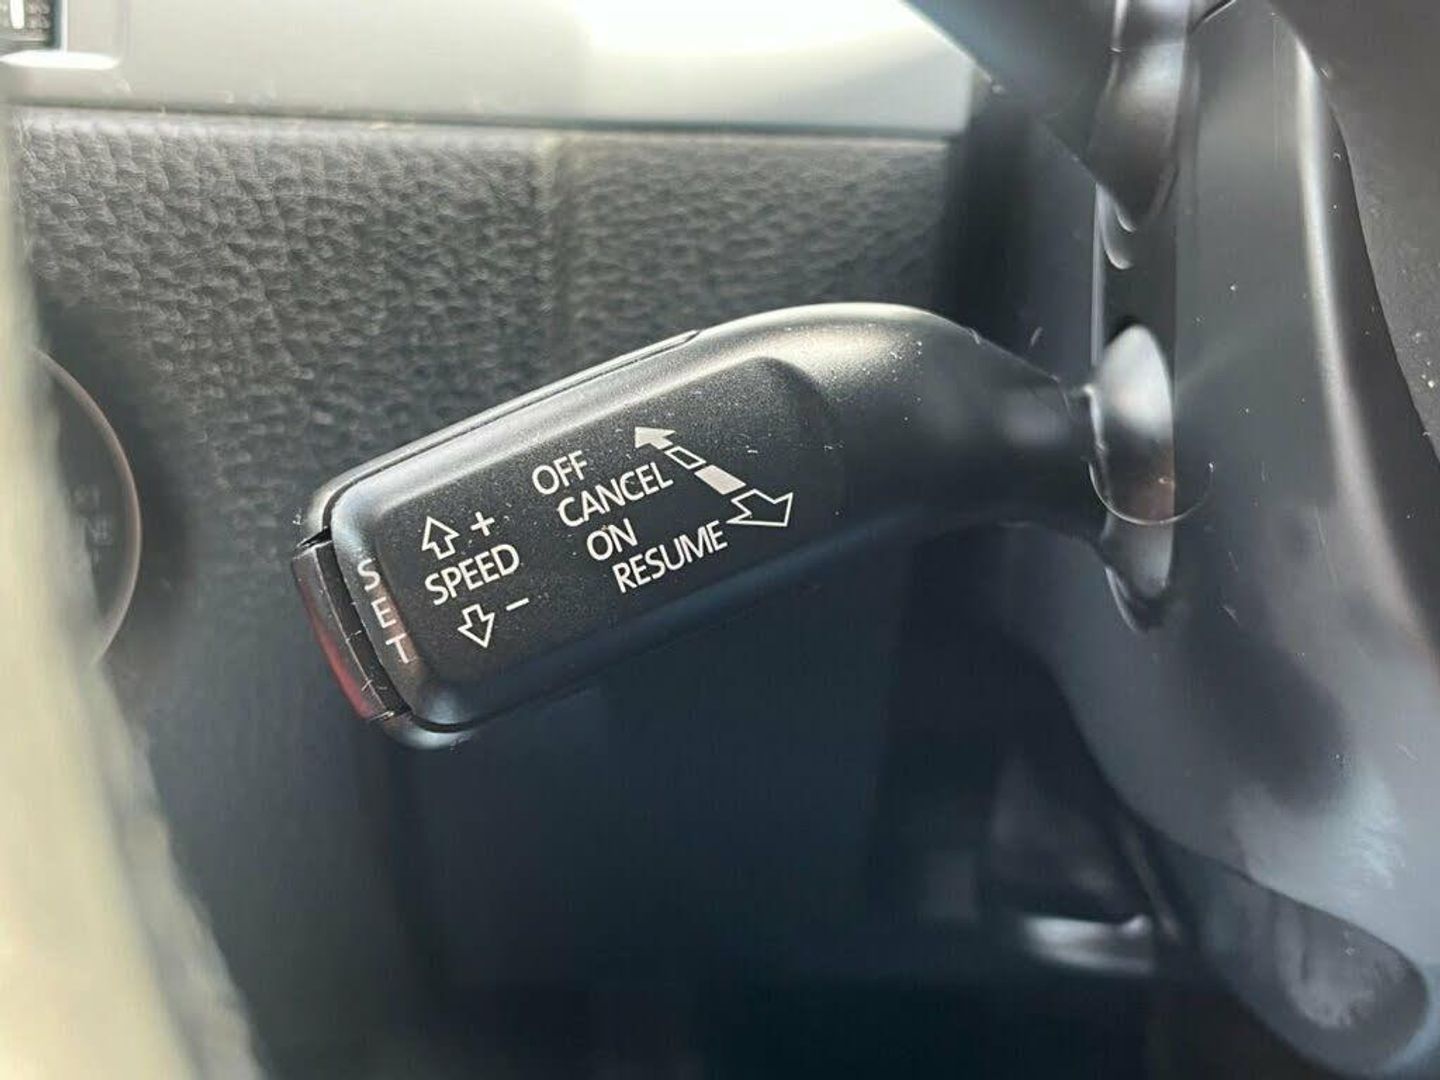 OFF
CANCEL
ON
RESUME
+
SPEED
−
SET